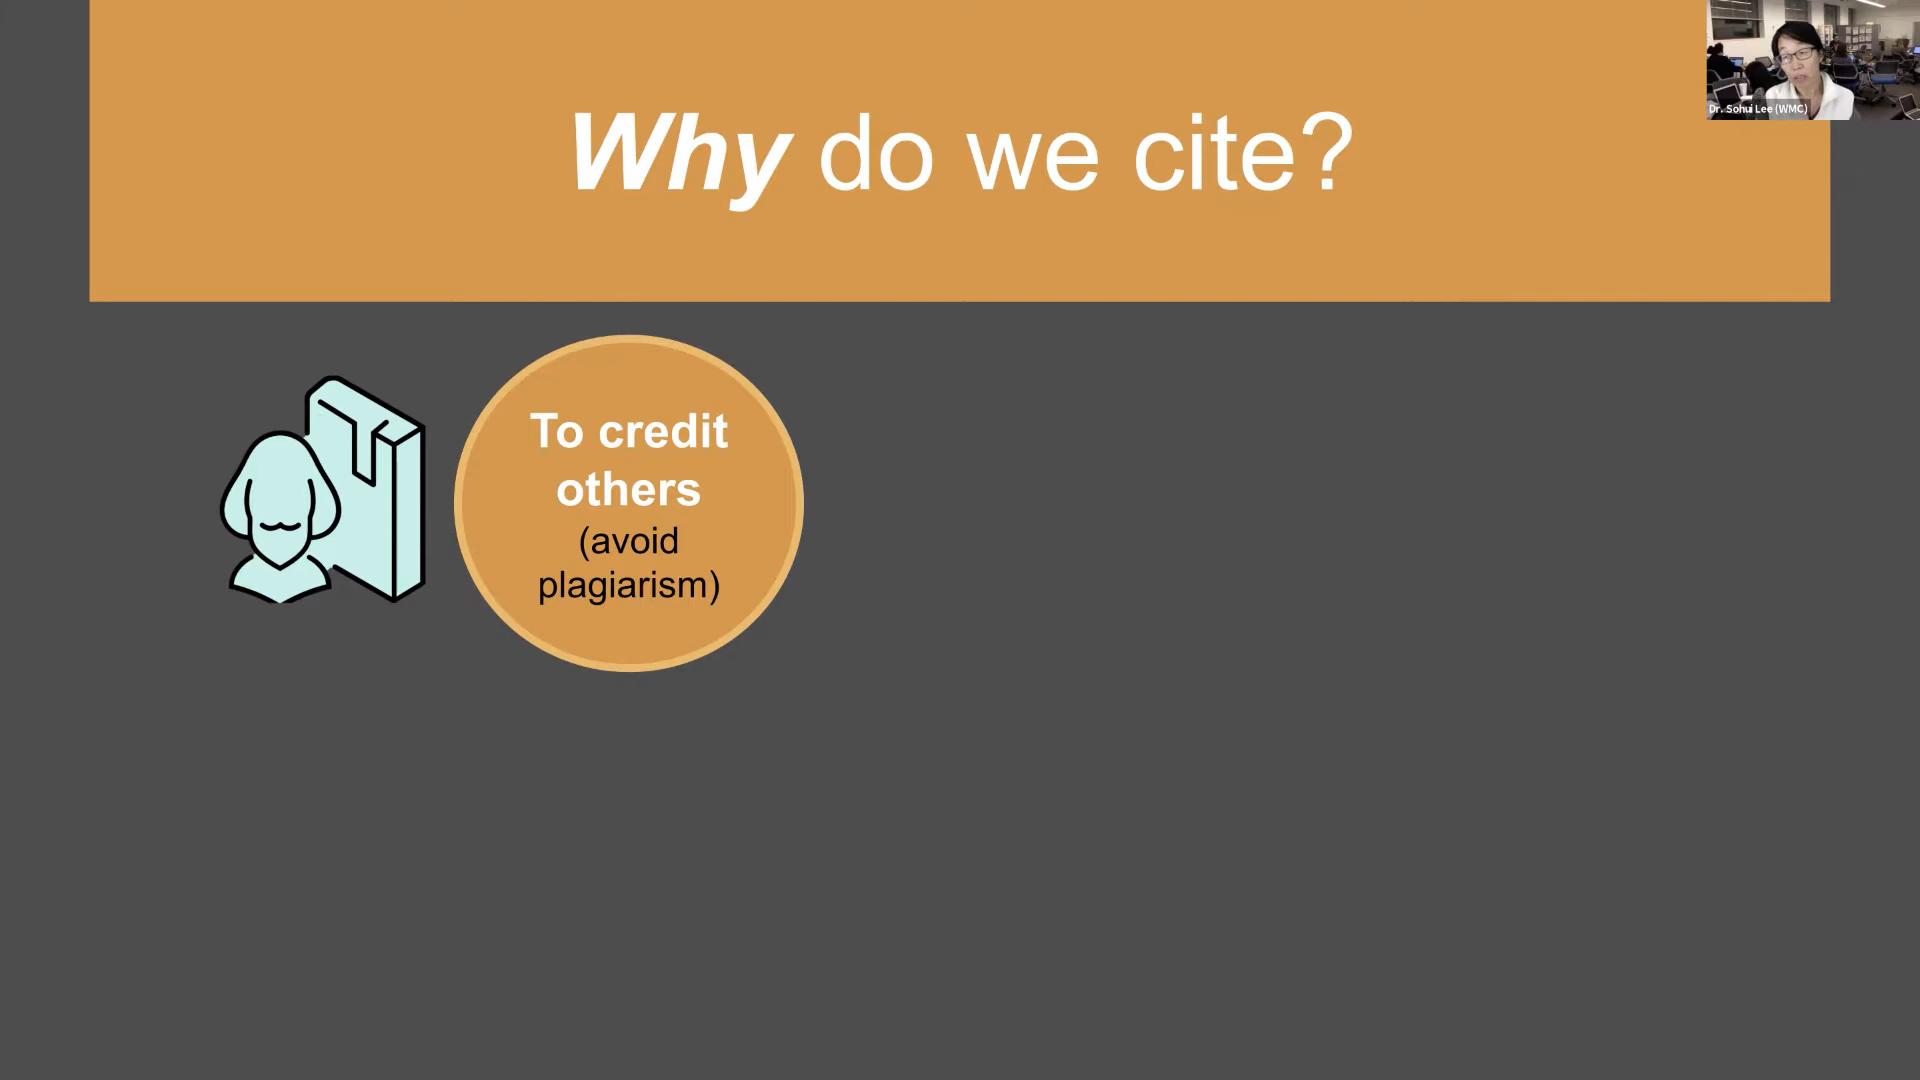 Why do we cite?
Dr. Sohui Lee (WMC)
To credit
others
(avoid
plagiarism)